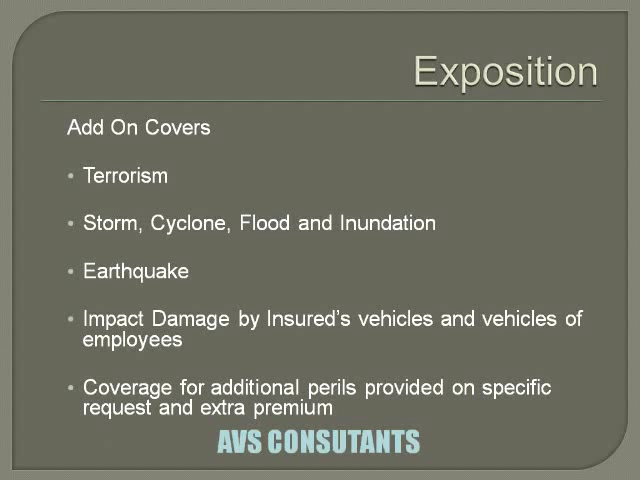 Exposition
Add On Covers
• Terrorism
• Storm, Cyclone, Flood and Inundation
• Earthquake
• Impact Damage by Insured’s vehicles and vehicles of
employees
• Coverage for additional perils provided on specific
request and extra premium
AVS CONSUTANTS